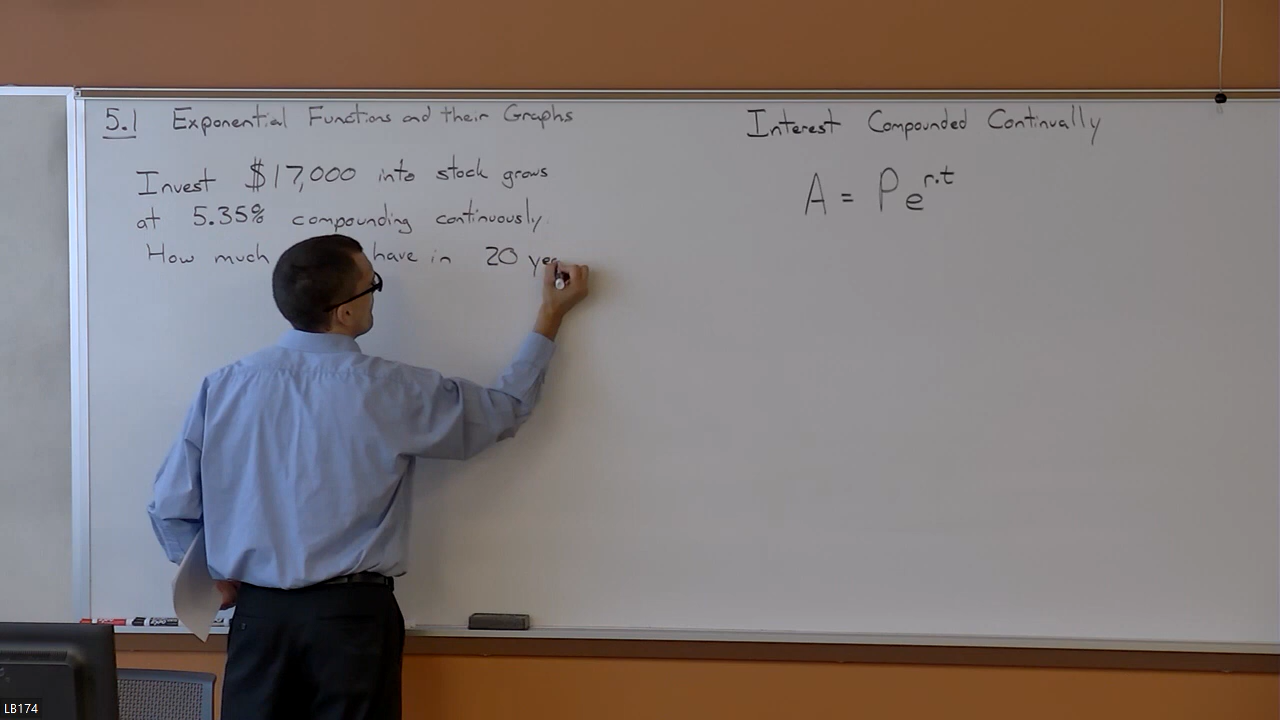 5.1 Exponential Functions and their Graphs
Invest $17,000 into stock grows
at 5.35% compounding continuously.
How much have in 20 yea
Interest Compounded Continually
A = Pe^{r.t}
LB174